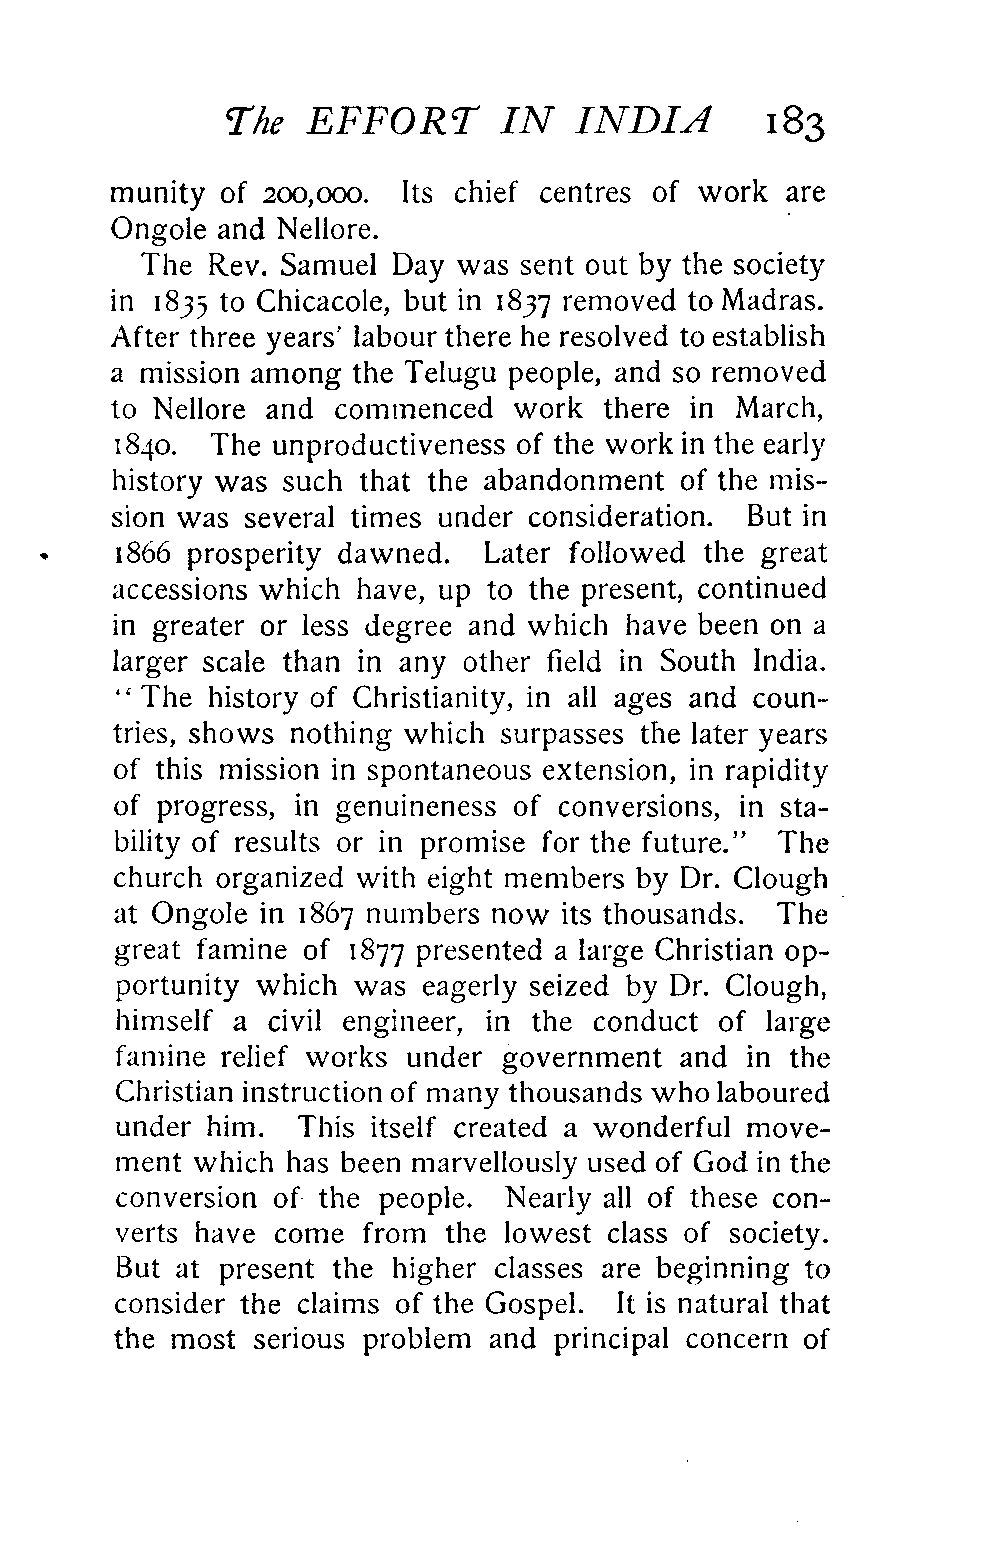 The EFFORT IN INDIA 183
munity of 200,000. Its chief centres of work are
Ongole and Nellore.
The Rev. Samuel Day was sent out by the society
in 1835 to Chicacole, but in 1837 removed to Madras.
After three years' labour there he resolved to establish
a mission among the Telugu people, and so removed
to Nellore and commenced work there in March,
1840. The unproductiveness of the work in the early
history was such that the abandonment of the mis-
sion was several times under consideration. But in
1866 prosperity dawned. Later followed the great
accessions which have, up to the present, continued
in greater or less degree and which have been on a
larger scale than in any other field in South India.
"The history of Christianity, in all ages and coun-
tries, shows nothing which surpasses the later years
of this mission in spontaneous extension, in rapidity
of progress, in genuineness of conversions, in sta-
bility of results or in promise for the future." The
church organized with eight members by Dr. Clough
at Ongole in 1867 numbers now its thousands. The
great famine of 1877 presented a large Christian op-
portunity which was eagerly seized by Dr. Clough,
himself a civil engineer, in the conduct of large
famine relief works under government and in the
Christian instruction of many thousands who laboured
under him. This itself created a wonderful move-
ment which has been marvellously used of God in the
conversion of the people. Nearly all of these con-
verts have come from the lowest class of society.
But at present the higher classes are beginning to
consider the claims of the Gospel. It is natural that
the most serious problem and principal concern of